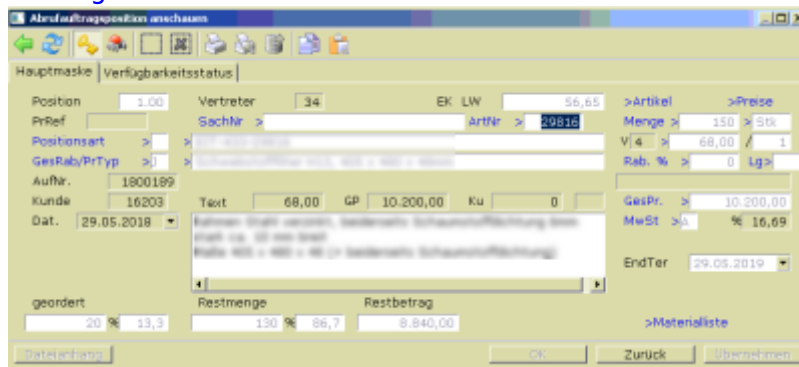 Abrufauftragsposition anschauen
Hauptmaske Verfügbarkeitsstatus
Position 1.00 Vertreter 34 EK LW 56,65 >Artikel >Preise
PrRef SachNr > ArtNr > 29816 Menge > 150 > Stk
Positionsart > > V 4 > 68,00 / 1
GesRab/PrTyp > > Rab. % > 0 Lg>
AufNr. 1800189
Kunde 16203 Text 68,00 GP 10.200,00 Ku 0 GesPr. > 10.200,00
Dat. 29.05.2018 MwSt > A % 16,69
EndTer 29.05.2019
geordert Restmenge Restbetrag
20 % 13,3 130 % 86,7 8.840,00 >Materialliste
Dateianhang OK Zurück Übernehmen